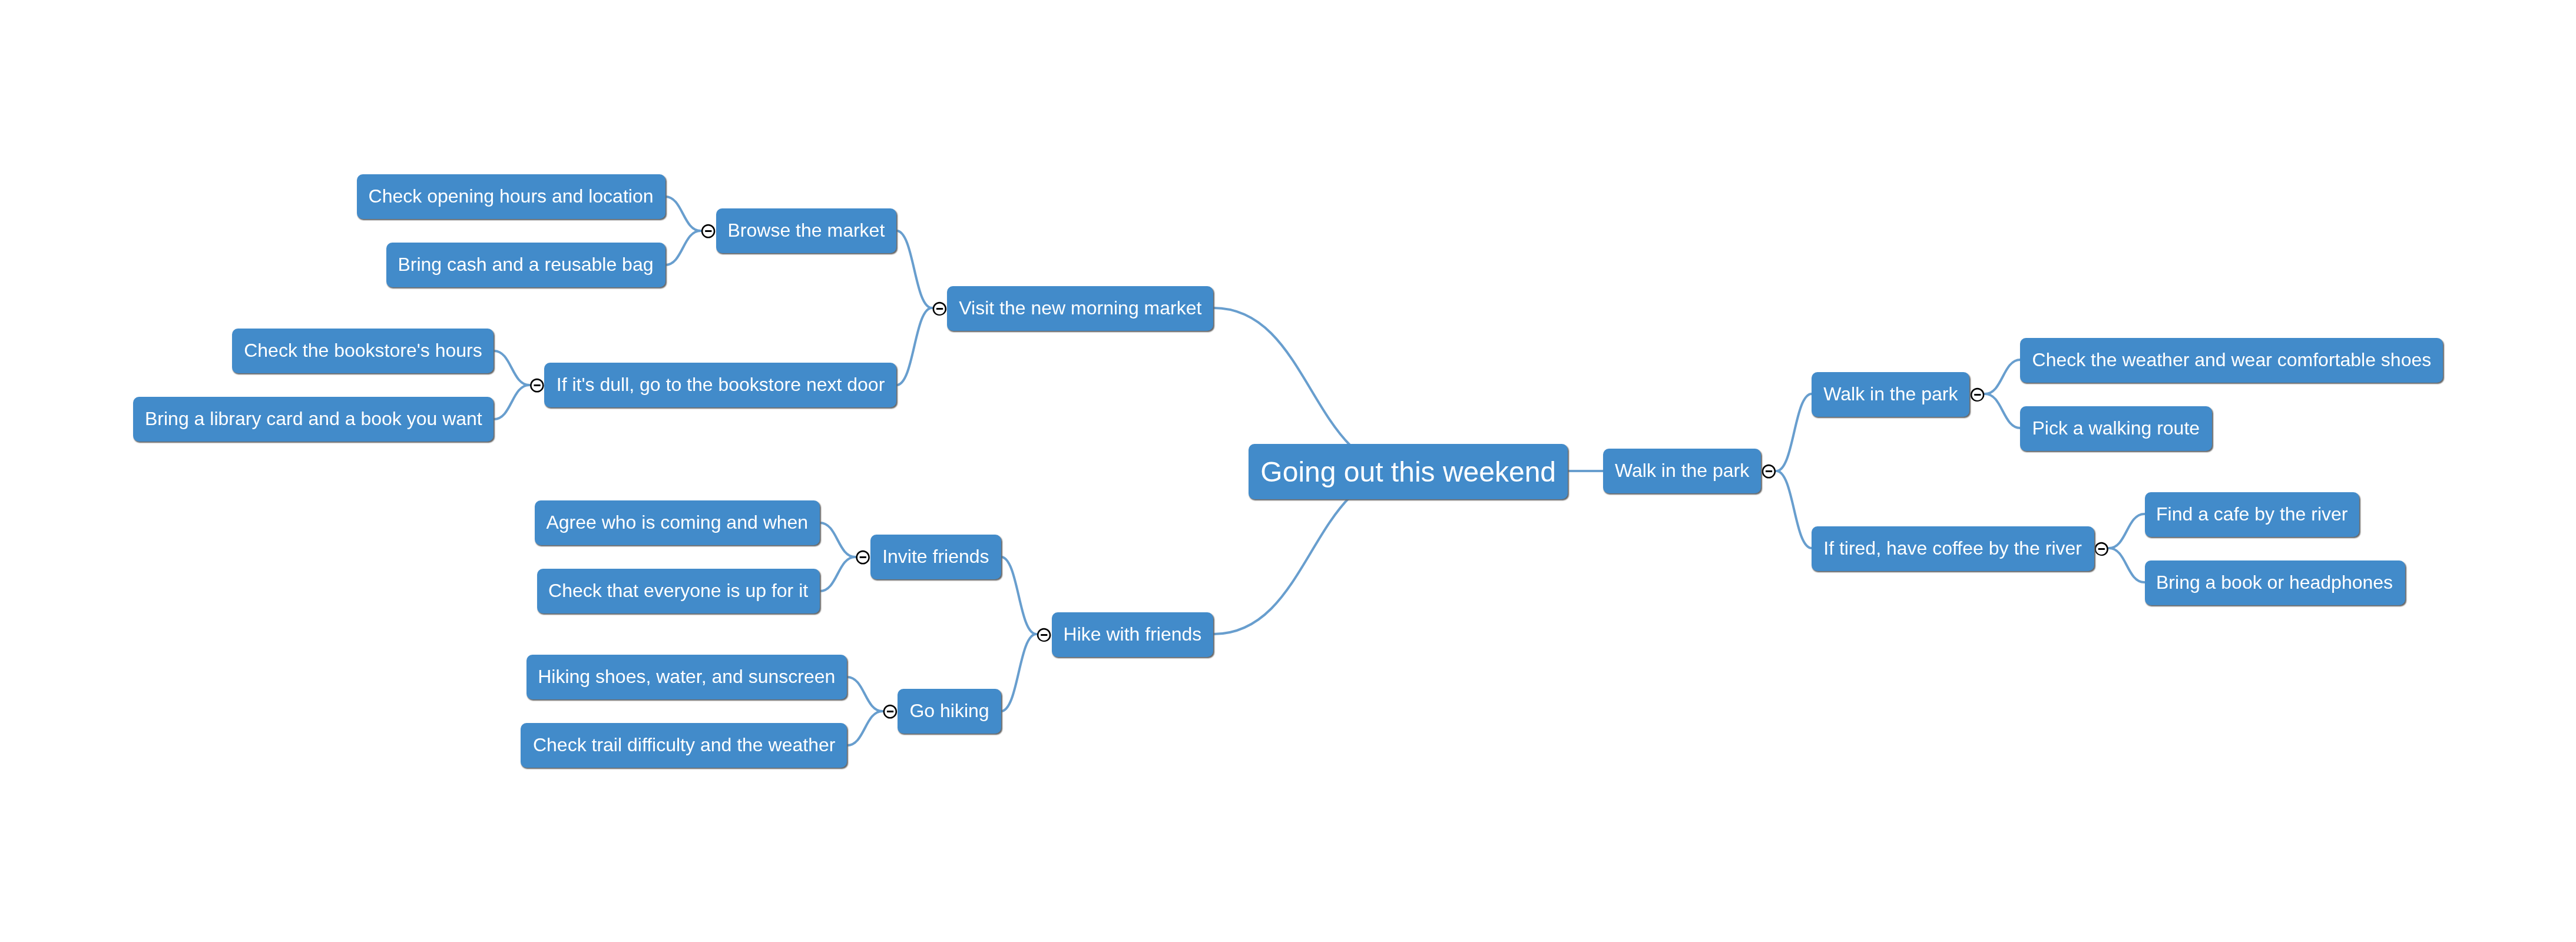 Going out this weekend
Visit the new morning market
Browse the market
Check opening hours and location
Bring cash and a reusable bag
If it's dull, go to the bookstore next door
Check the bookstore's hours
Bring a library card and a book you want
Hike with friends
Invite friends
Agree who is coming and when
Check that everyone is up for it
Go hiking
Hiking shoes, water, and sunscreen
Check trail difficulty and the weather
Walk in the park
Walk in the park
Check the weather and wear comfortable shoes
Pick a walking route
If tired, have coffee by the river
Find a cafe by the river
Bring a book or headphones